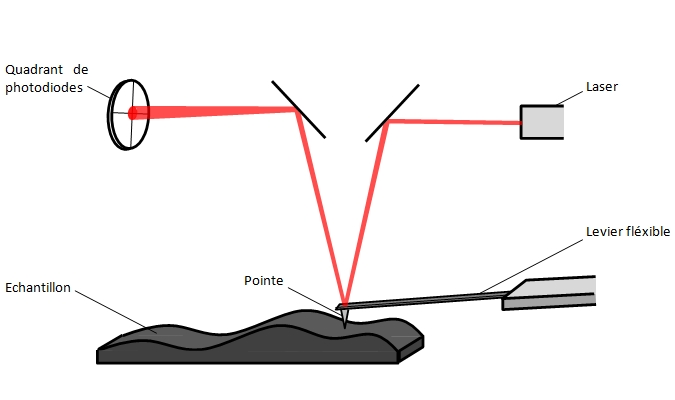 Quadrant de
photodiodes
Laser
Levier fléxible
Pointe
Echantillon